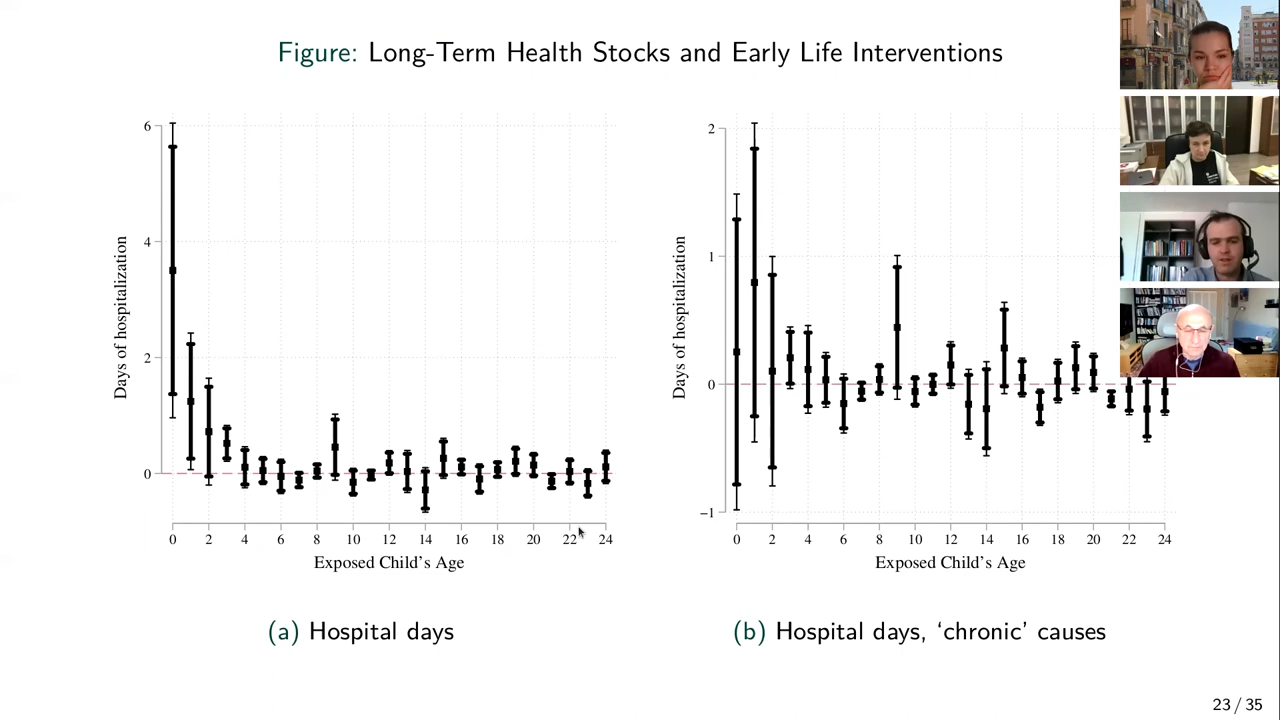 Figure: Long-Term Health Stocks and Early Life Interventions
6
4
2
0
Days of hospitalization
0 2 4 6 8 10 12 14 16 18 20 22 24
Exposed Child's Age
(a) Hospital days
2
1
0
−1
Days of hospitalization
0 2 4 6 8 10 12 14 16 18 20 22 24
Exposed Child's Age
(b) Hospital days, ‘chronic’ causes
23 / 35